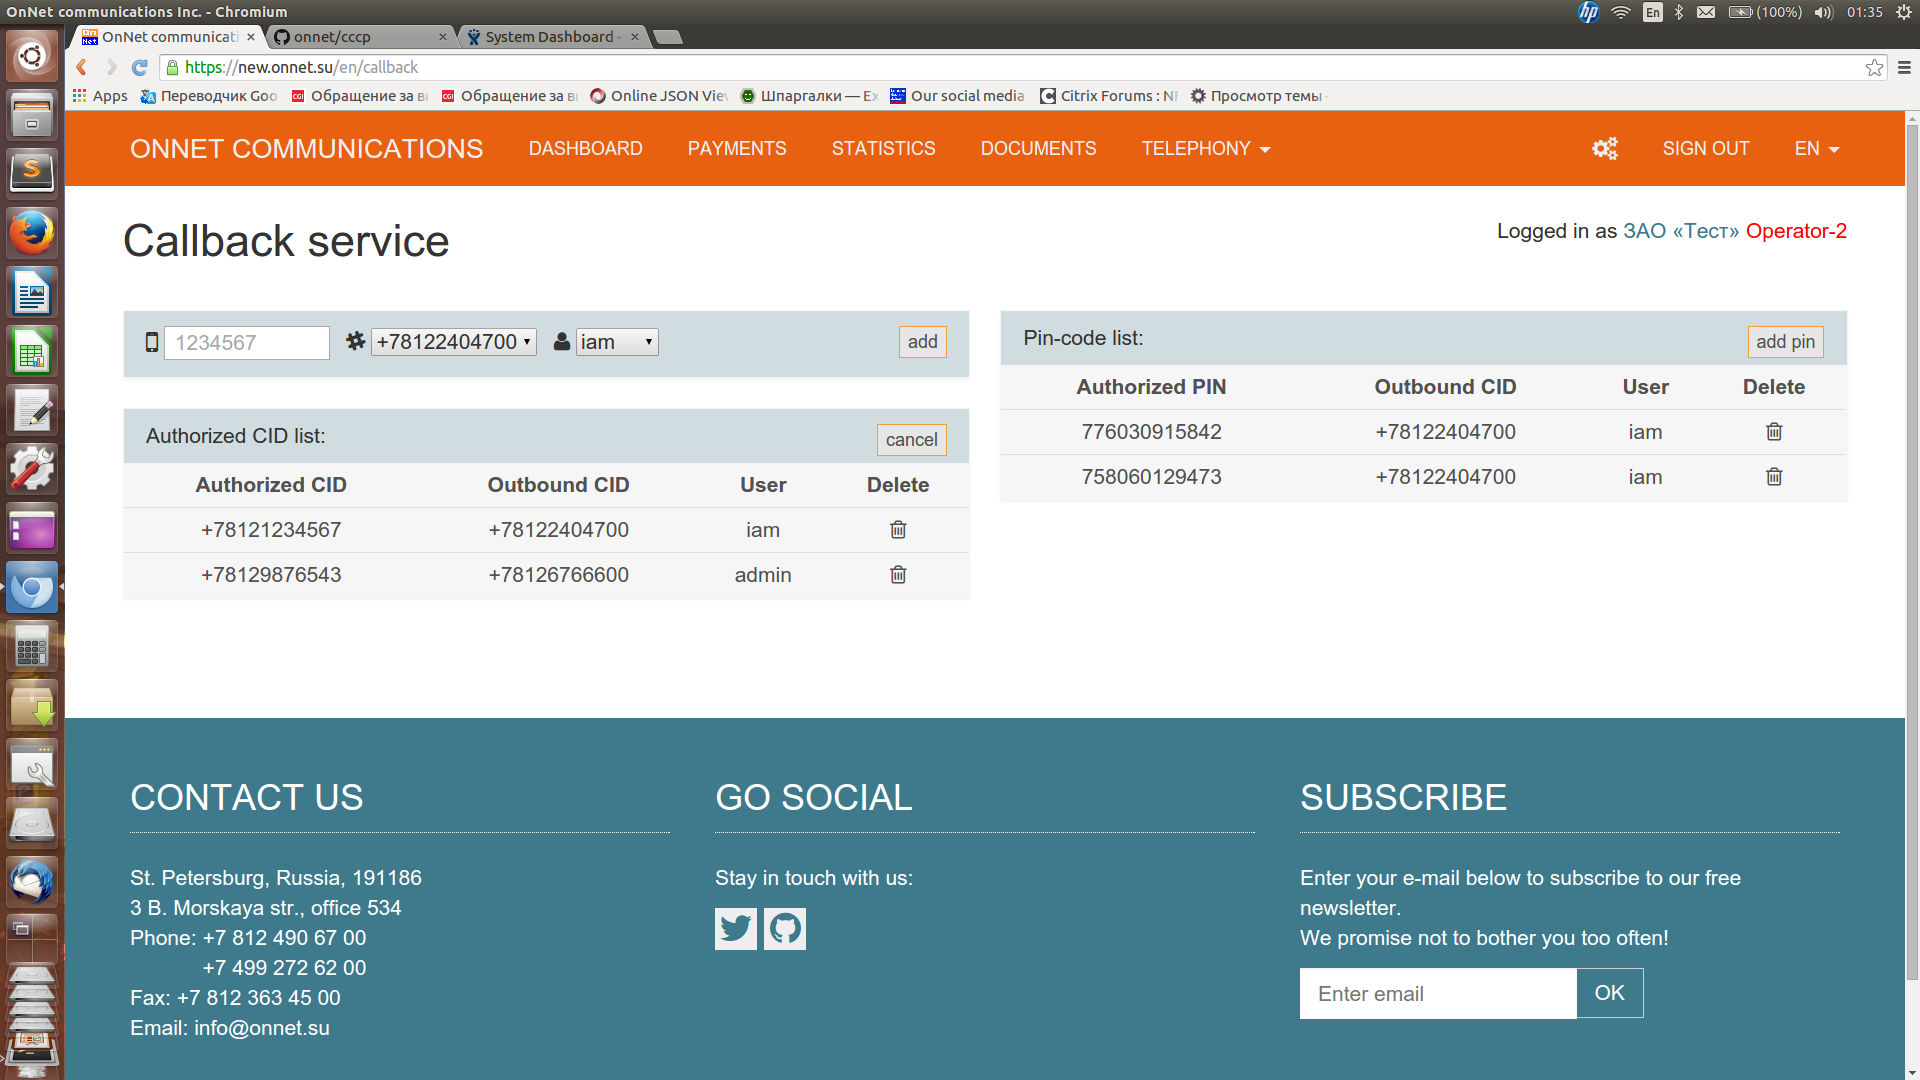 OnNet communications Inc. - Chromium
En (100%) 01:35
OnNet communicati onnet/cccp System Dashboard -
https://new.onnet.su/en/callback
Apps Переводчик Goo Обращение за ви Обращение за ви Online JSON Viev Шпаргалки — Ex Our social media Citrix Forums : NF Просмотр темы -
ONNET COMMUNICATIONS DASHBOARD PAYMENTS STATISTICS DOCUMENTS TELEPHONY SIGN OUT EN
Callback service
Logged in as ЗАО «Тест» Operator-2
1234567 +78122404700 iam add
Authorized CID list: cancel
Authorized CID Outbound CID User Delete
+78121234567 +78122404700 iam
+78129876543 +78126766600 admin
Pin-code list: add pin
Authorized PIN Outbound CID User Delete
776030915842 +78122404700 iam
758060129473 +78122404700 iam
CONTACT US
St. Petersburg, Russia, 191186
3 B. Morskaya str., office 534
Phone: +7 812 490 67 00
+7 499 272 62 00
Fax: +7 812 363 45 00
Email: info@onnet.su
GO SOCIAL
Stay in touch with us:
SUBSCRIBE
Enter your e-mail below to subscribe to our free
newsletter.
We promise not to bother you too often!
Enter email OK